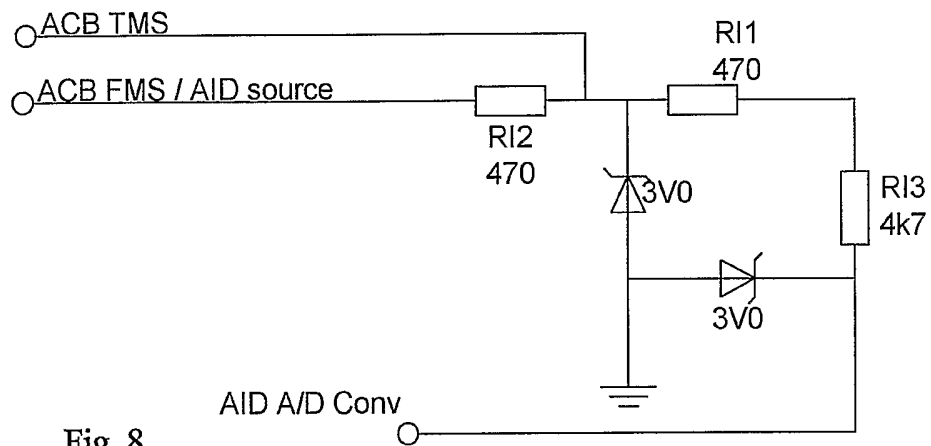 ACB TMS
RI1
470
ACB FMS / AID source
RI2
470
3V0
RI3
4k7
3V0
AID A/D Conv
Fig. 8